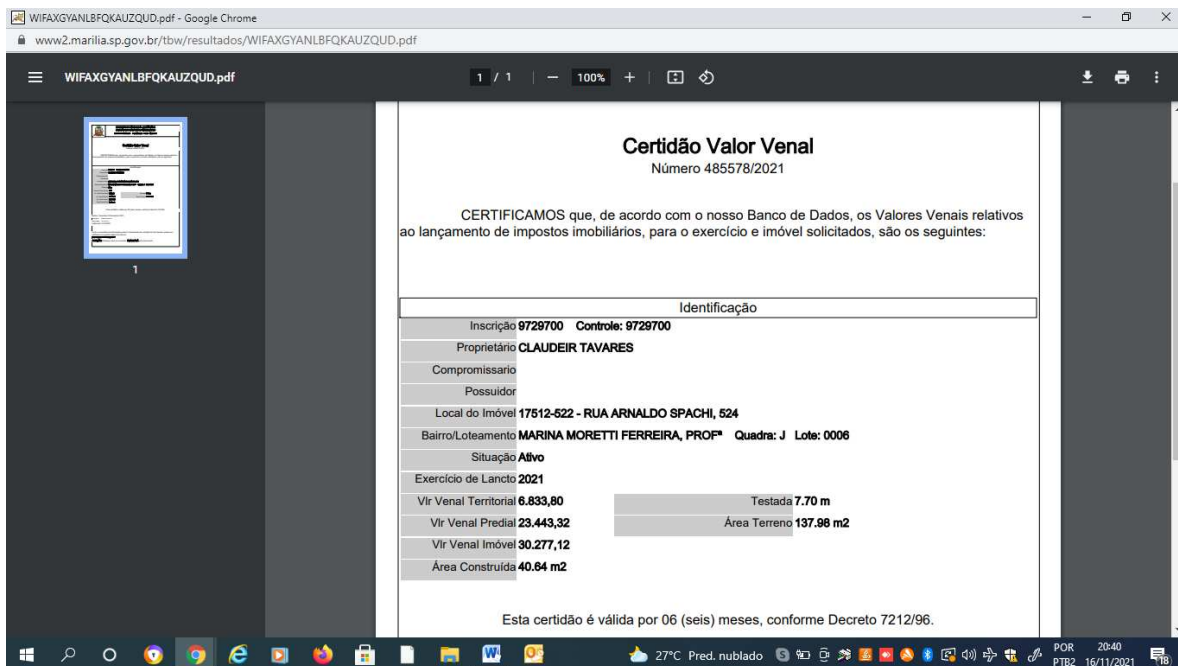 WIFAXGYANLBFQKAUZQUD.pdf - Google Chrome
www2.marilia.sp.gov.br/tbw/resultados/WIFAXGYANLBFQKAUZQUD.pdf
WIFAXGYANLBFQKAUZQUD.pdf 1 / 1 100%
1
Certidão Valor Venal
Número 485578/2021
CERTIFICAMOS que, de acordo com o nosso Banco de Dados, os Valores Venais relativos
ao lançamento de impostos imobiliários, para o exercício e imóvel solicitados, são os seguintes:
Identificação
Inscrição 9729700 Controle: 9729700
Proprietário CLAUDEIR TAVARES
Compromissario
Possuidor
Local do Imóvel 17512-522 - RUA ARNALDO SPACHI, 524
Bairro/Loteamento MARINA MORETTI FERREIRA, PROFª Quadra: J Lote: 0006
Situação Ativo
Exercício de Lancto 2021
Vlr Venal Territorial 6.833,80 Testada 7.70 m
Vlr Venal Predial 23.443,32 Área Terreno 137.98 m2
Vlr Venal Imóvel 30.277,12
Área Construída 40.64 m2
Esta certidão é válida por 06 (seis) meses, conforme Decreto 7212/96.
27°C Pred. nublado POR 20:40
PTB2 16/11/2021 18